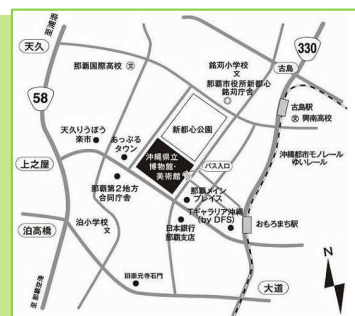 天久
那覇国際高校
文
銘苅小学校
文
那覇市役所新都心
銘苅庁舎
古島
330
古島駅
文 興南高校
58
新都心公園
天久りうぼう
楽市
あっぷる
タウン
沖縄県立
博物館・
美術館
バス入口
沖縄都市モノレール
ゆいレール
上之屋
那覇第2地方
合同庁舎
那覇メイン
プレイス
Tギャラリア沖縄
(by DFS)
おもろまち駅
泊小学校
文
日本銀行
那覇支店
泊高橋
旧崇元寺石門
大道
N